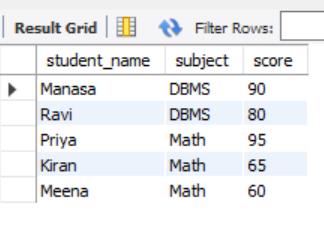 Result Grid Filter Rows:
student_name subject score
Manasa DBMS 90
Ravi DBMS 80
Priya Math 95
Kiran Math 65
Meena Math 60